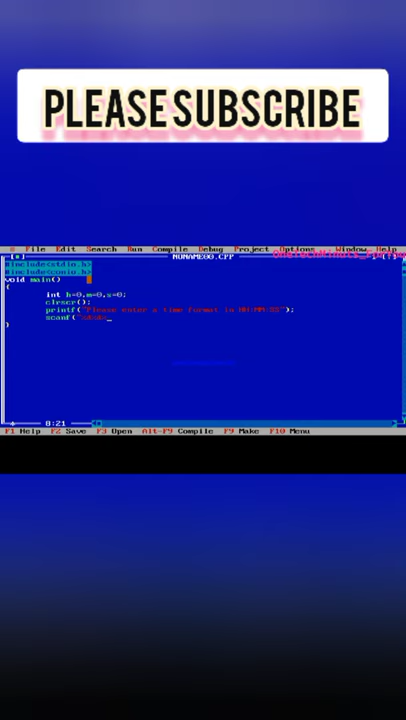 PLEASE SUBSCRIBE
≡ File Edit Search Run Compile Debug Project Options Window Help
[■] NONAME00.CPP
#include<stdio.h>
#include<conio.h>
void main()
{
int h=0,m=0,s=0;
clrscr();
printf("Please enter a time format in HH:MM:SS");
scanf("
}
8:21
F1 Help F2 Save F3 Open Alt-F9 Compile F9 Make F10 Menu